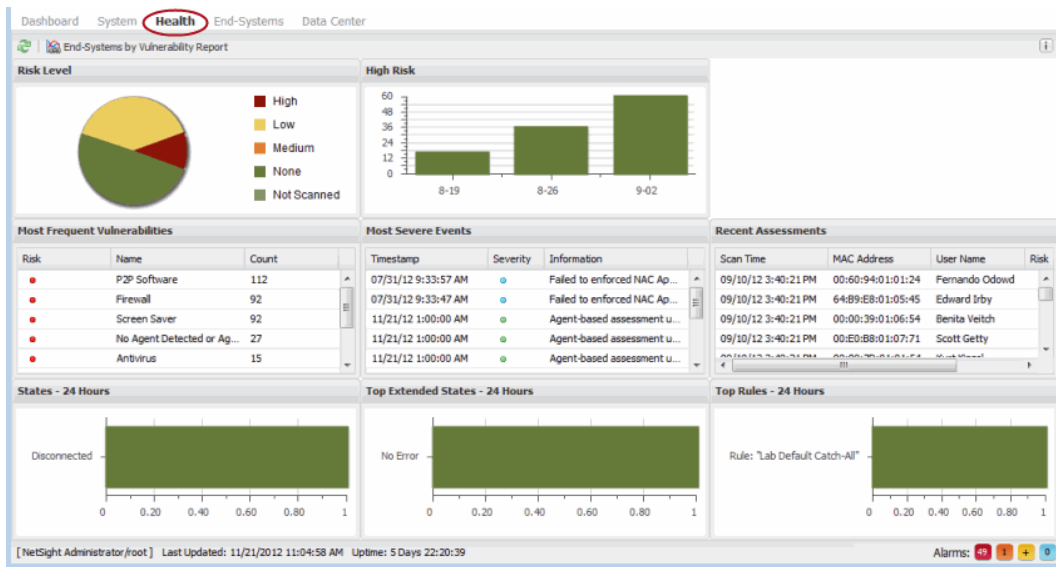 Dashboard System Health End-Systems Data Center
End-Systems by Vulnerability Report
Risk Level
High
Low
Medium
None
Not Scanned
High Risk
60
48
36
24
12
0
8-19 8-26 9-02
Most Frequent Vulnerabilities
Risk Name Count
P2P Software 112
Firewall 92
Screen Saver 92
No Agent Detected or Ag... 27
Antivirus 15
Most Severe Events
Timestamp Severity Information
07/31/12 9:33:57 AM Failed to enforced NAC Ap...
07/31/12 9:33:47 AM Failed to enforced NAC Ap...
11/21/12 1:00:00 AM Agent-based assessment u...
11/21/12 1:00:00 AM Agent-based assessment u...
11/21/12 1:00:00 AM Agent-based assessment u...
Recent Assessments
Scan Time MAC Address User Name Risk
09/10/12 3:40:21 PM 00:60:94:01:01:24 Fernando Odowd
09/10/12 3:40:21 PM 64:B9:E8:01:05:45 Edward Irby
09/10/12 3:40:21 PM 00:00:39:01:06:54 Benita Veitch
09/10/12 3:40:21 PM 00:E0:B8:01:07:71 Scott Getty
09/10/12 3:40:21 PM
States - 24 Hours
Disconnected
0 0.20 0.40 0.60 0.80 1
Top Extended States - 24 Hours
No Error
0 0.20 0.40 0.60 0.80 1
Top Rules - 24 Hours
Rule: "Lab Default Catch-All"
0 0.20 0.40 0.60 0.80 1
[ NetSight Administrator/root ] Last Updated: 11/21/2012 11:04:58 AM Uptime: 5 Days 22:20:39
Alarms: 49 1 + 0